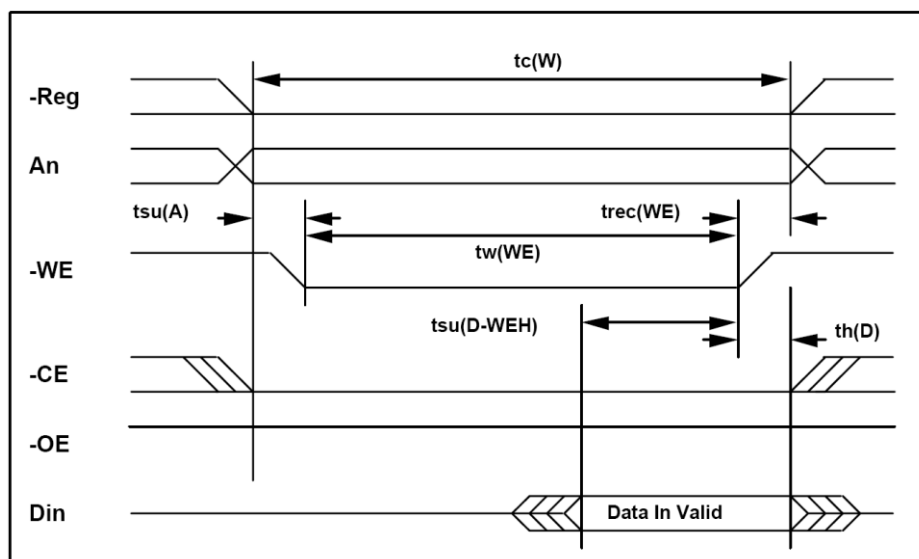 tc(W)
-Reg
An
tsu(A)
trec(WE)
tw(WE)
-WE
tsu(D-WEH)
th(D)
-CE
-OE
Din
Data In Valid